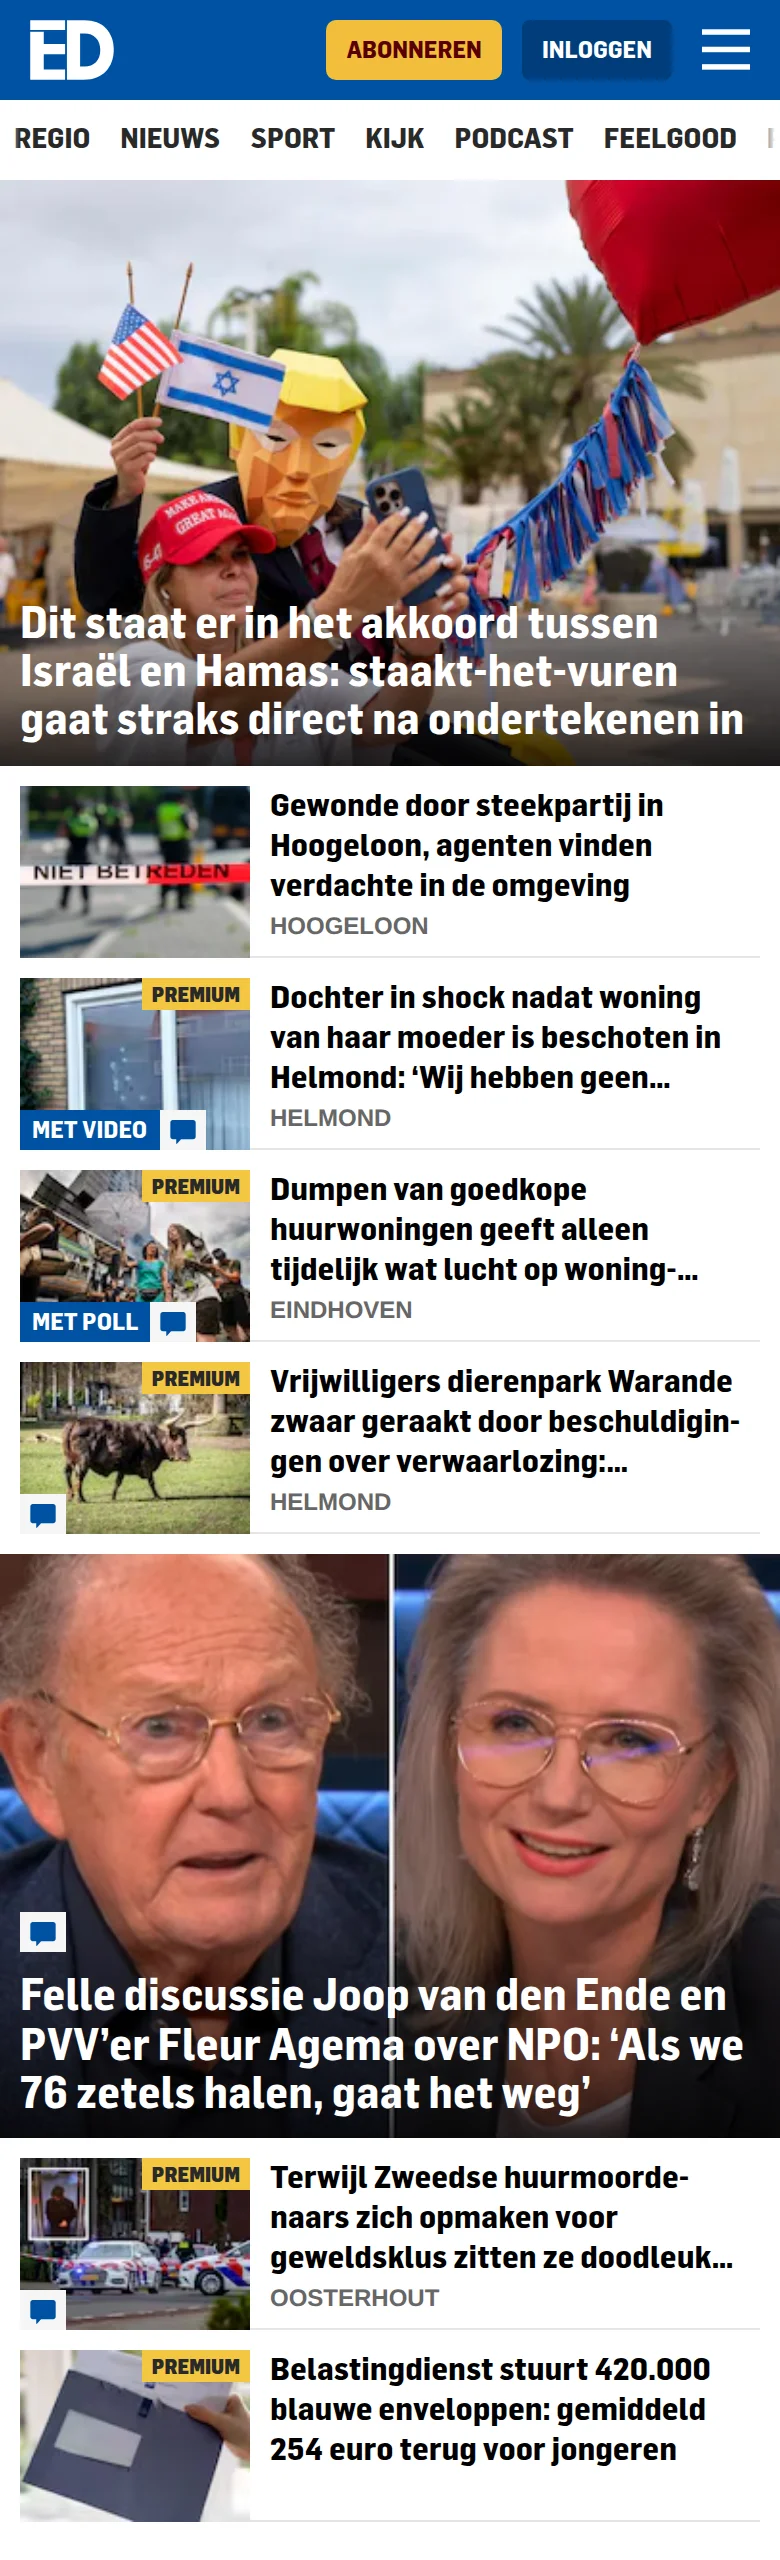 ED
ABONNEREN
INLOGGEN
REGIO NIEUWS SPORT KIJK PODCAST FEELGOOD
MAKE
GREAT
Dit staat er in het akkoord tussen
Israël en Hamas: staakt-het-vuren
gaat straks direct na ondertekenen in
NIET BETREDEN
Gewonde door steekpartij in
Hoogeloon, agenten vinden
verdachte in de omgeving
HOOGELOON
PREMIUM
MET VIDEO
Dochter in shock nadat woning
van haar moeder is beschoten in
Helmond: ‘Wij hebben geen...
HELMOND
PREMIUM
MET POLL
Dumpen van goedkope
huurwoningen geeft alleen
tijdelijk wat lucht op woning-...
EINDHOVEN
PREMIUM
Vrijwilligers dierenpark Warande
zwaar geraakt door beschuldigin-
gen over verwaarlozing:...
HELMOND
Felle discussie Joop van den Ende en
PVV’er Fleur Agema over NPO: ‘Als we
76 zetels halen, gaat het weg’
PREMIUM
Terwijl Zweedse huurmoorde-
naars zich opmaken voor
geweldsklus zitten ze doodleuk...
OOSTERHOUT
PREMIUM
Belastingdienst stuurt 420.000
blauwe enveloppen: gemiddeld
254 euro terug voor jongeren